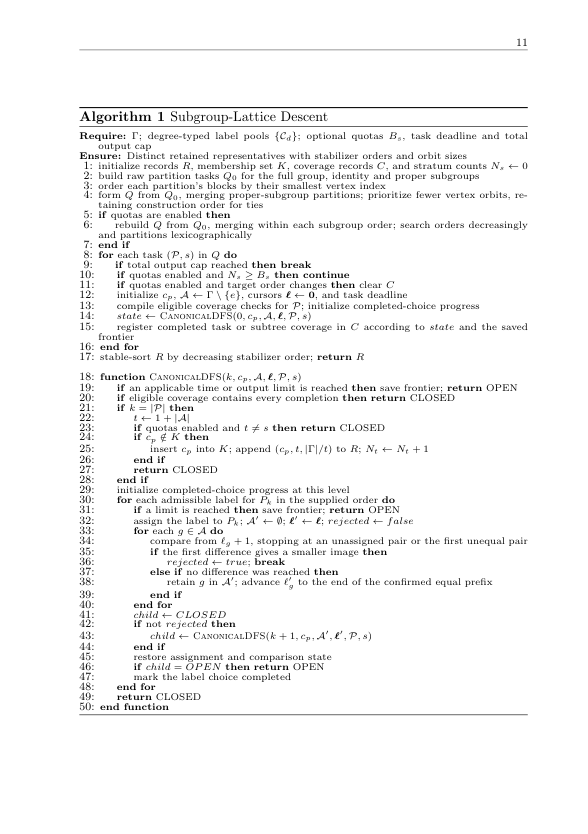 11
Algorithm 1 Subgroup-Lattice Descent
Require: Γ; degree-typed label pools {𝒞_d}; optional quotas B_s, task deadline and total
output cap
Ensure: Distinct retained representatives with stabilizer orders and orbit sizes
1: initialize records R, membership set K, coverage records C, and stratum counts N_s ← 0
2: build raw partition tasks Q_0 for the full group, identity and proper subgroups
3: order each partition's blocks by their smallest vertex index
4: form Q from Q_0, merging proper-subgroup partitions; prioritize fewer vertex orbits, re-
taining construction order for ties
5: if quotas are enabled then
6: rebuild Q from Q_0, merging within each subgroup order; search orders decreasingly
and partitions lexicographically
7: end if
8: for each task (𝒫, s) in Q do
9: if total output cap reached then break
10: if quotas enabled and N_s ≥ B_s then continue
11: if quotas enabled and target order changes then clear C
12: initialize c_p, 𝒜 ← Γ \ {e}, cursors ℓ ← 0, and task deadline
13: compile eligible coverage checks for 𝒫; initialize completed-choice progress
14: state ← CANONICALDFS(0, c_p, 𝒜, ℓ, 𝒫, s)
15: register completed task or subtree coverage in C according to state and the saved
frontier
16: end for
17: stable-sort R by decreasing stabilizer order; return R
18: function CANONICALDFS(k, c_p, 𝒜, ℓ, 𝒫, s)
19: if an applicable time or output limit is reached then save frontier; return OPEN
20: if eligible coverage contains every completion then return CLOSED
21: if k = |𝒫| then
22: t ← 1 + |𝒜|
23: if quotas enabled and t ≠ s then return CLOSED
24: if c_p ∉ K then
25: insert c_p into K; append (c_p, t, |Γ|/t) to R; N_t ← N_t + 1
26: end if
27: return CLOSED
28: end if
29: initialize completed-choice progress at this level
30: for each admissible label for P_k in the supplied order do
31: if a limit is reached then save frontier; return OPEN
32: assign the label to P_k; 𝒜′ ← ∅; ℓ′ ← ℓ; rejected ← false
33: for each g ∈ 𝒜 do
34: compare from ℓ_g + 1, stopping at an unassigned pair or the first unequal pair
35: if the first difference gives a smaller image then
36: rejected ← true; break
37: else if no difference was reached then
38: retain g in 𝒜′; advance ℓ′_g to the end of the confirmed equal prefix
39: end if
40: end for
41: child ← CLOSED
42: if not rejected then
43: child ← CANONICALDFS(k + 1, c_p, 𝒜′, ℓ′, 𝒫, s)
44: end if
45: restore assignment and comparison state
46: if child = OPEN then return OPEN
47: mark the label choice completed
48: end for
49: return CLOSED
50: end function